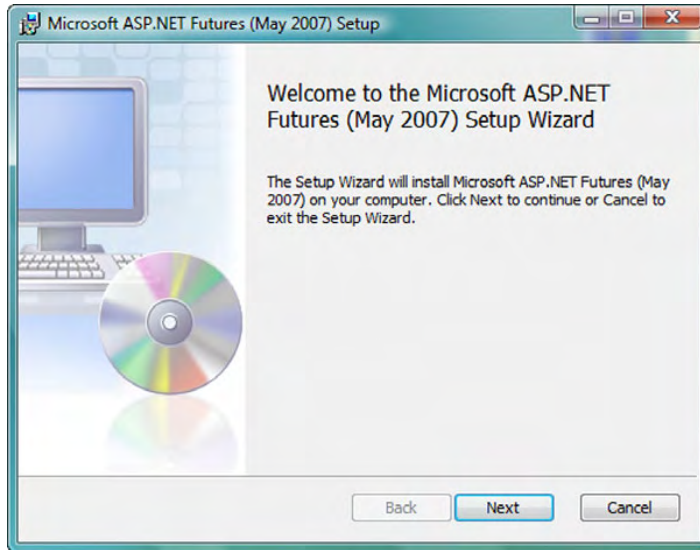 Microsoft ASP.NET Futures (May 2007) Setup
Welcome to the Microsoft ASP.NET
Futures (May 2007) Setup Wizard
The Setup Wizard will install Microsoft ASP.NET Futures (May
2007) on your computer. Click Next to continue or Cancel to
exit the Setup Wizard.
Back
Next
Cancel